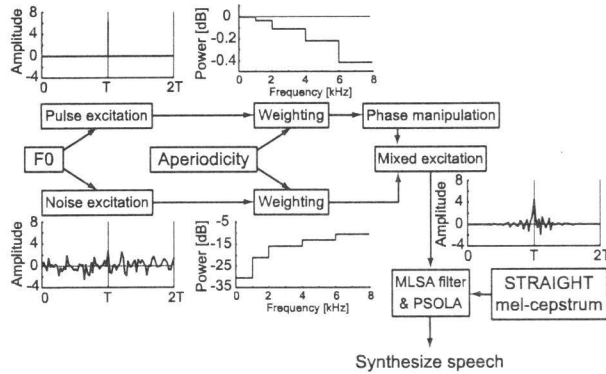 Amplitude
8
4
0
-4
0
T
2T
Power [dB]
0
-0.2
-0.4
0
2
4
6
8
Frequency [kHz]
Pulse excitation
Weighting
Phase manipulation
F0
Aperiodicity
Mixed excitation
Noise excitation
Weighting
Amplitude
8
4
0
-4
0
T
2T
Power [dB]
-5
-15
-25
-35
0
2
4
6
8
Frequency [kHz]
Amplitude
8
4
0
-4
0
T
2T
MLSA filter
& PSOLA
STRAIGHT
mel-cepstrum
Synthesize speech